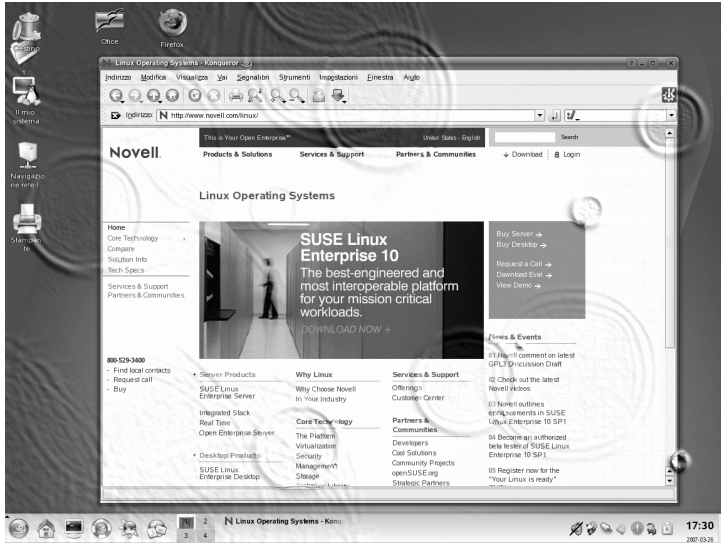 Cestino
Ofice
Firefox
Il mio
sistema
Navigazio
ne rete l
Stampan
te
Linux Operating Systems - Konqueror
Indirizzo Modifica Visualizza Vai Segnalibri Strumenti Impostazioni Finestra Aiuto
Indirizzo: N http://www.novell.com/linux/
This is Your Open Enterprise™ United States - English Search
Novell.
Products & Solutions Services & Support Partners & Communities Download Login
Linux Operating Systems
Home
Core Technology
Compare
Solution Info
Tech Specs
Services & Support
Partners & Communities
SUSE Linux
Enterprise 10
The best-engineered and
most interoperable platform
for your mission critical
workloads.
DOWNLOAD NOW +
Buy Server →
Buy Desktop →
Request a Call →
Download Eval →
View Demo →
800-529-3400
- Find local contacts
- Request call
- Buy
+ Server Products
SUSE Linux
Enterprise Server
Integrated Stack
Real Time
Open Enterprise Server
+ Desktop Products
SUSE Linux
Enterprise Desktop
Why Linux
Why Choose Novell
In Your Industry
Core Technology
The Platform
Virtualization
Security
Management
Storage
Technical Library
Services & Support
Offerings
Customer Center
Partners &
Communities
Developers
Cool Solutions
Community Projects
openSUSE.org
Strategic Partners
News & Events
01 Novell comment on latest
GPL3 Discussion Draft
02 Check out the latest
Novell videos
03 Novell outlines
enhancements in SUSE
Linux Enterprise 10 SP1
04 Become an authorized
beta tester of SUSE Linux
Enterprise 10 SP1
05 Register now for the
"Your Linux is ready"
1 2
3 4
N Linux Operating Systems - Konq
17:30
2007-03-26